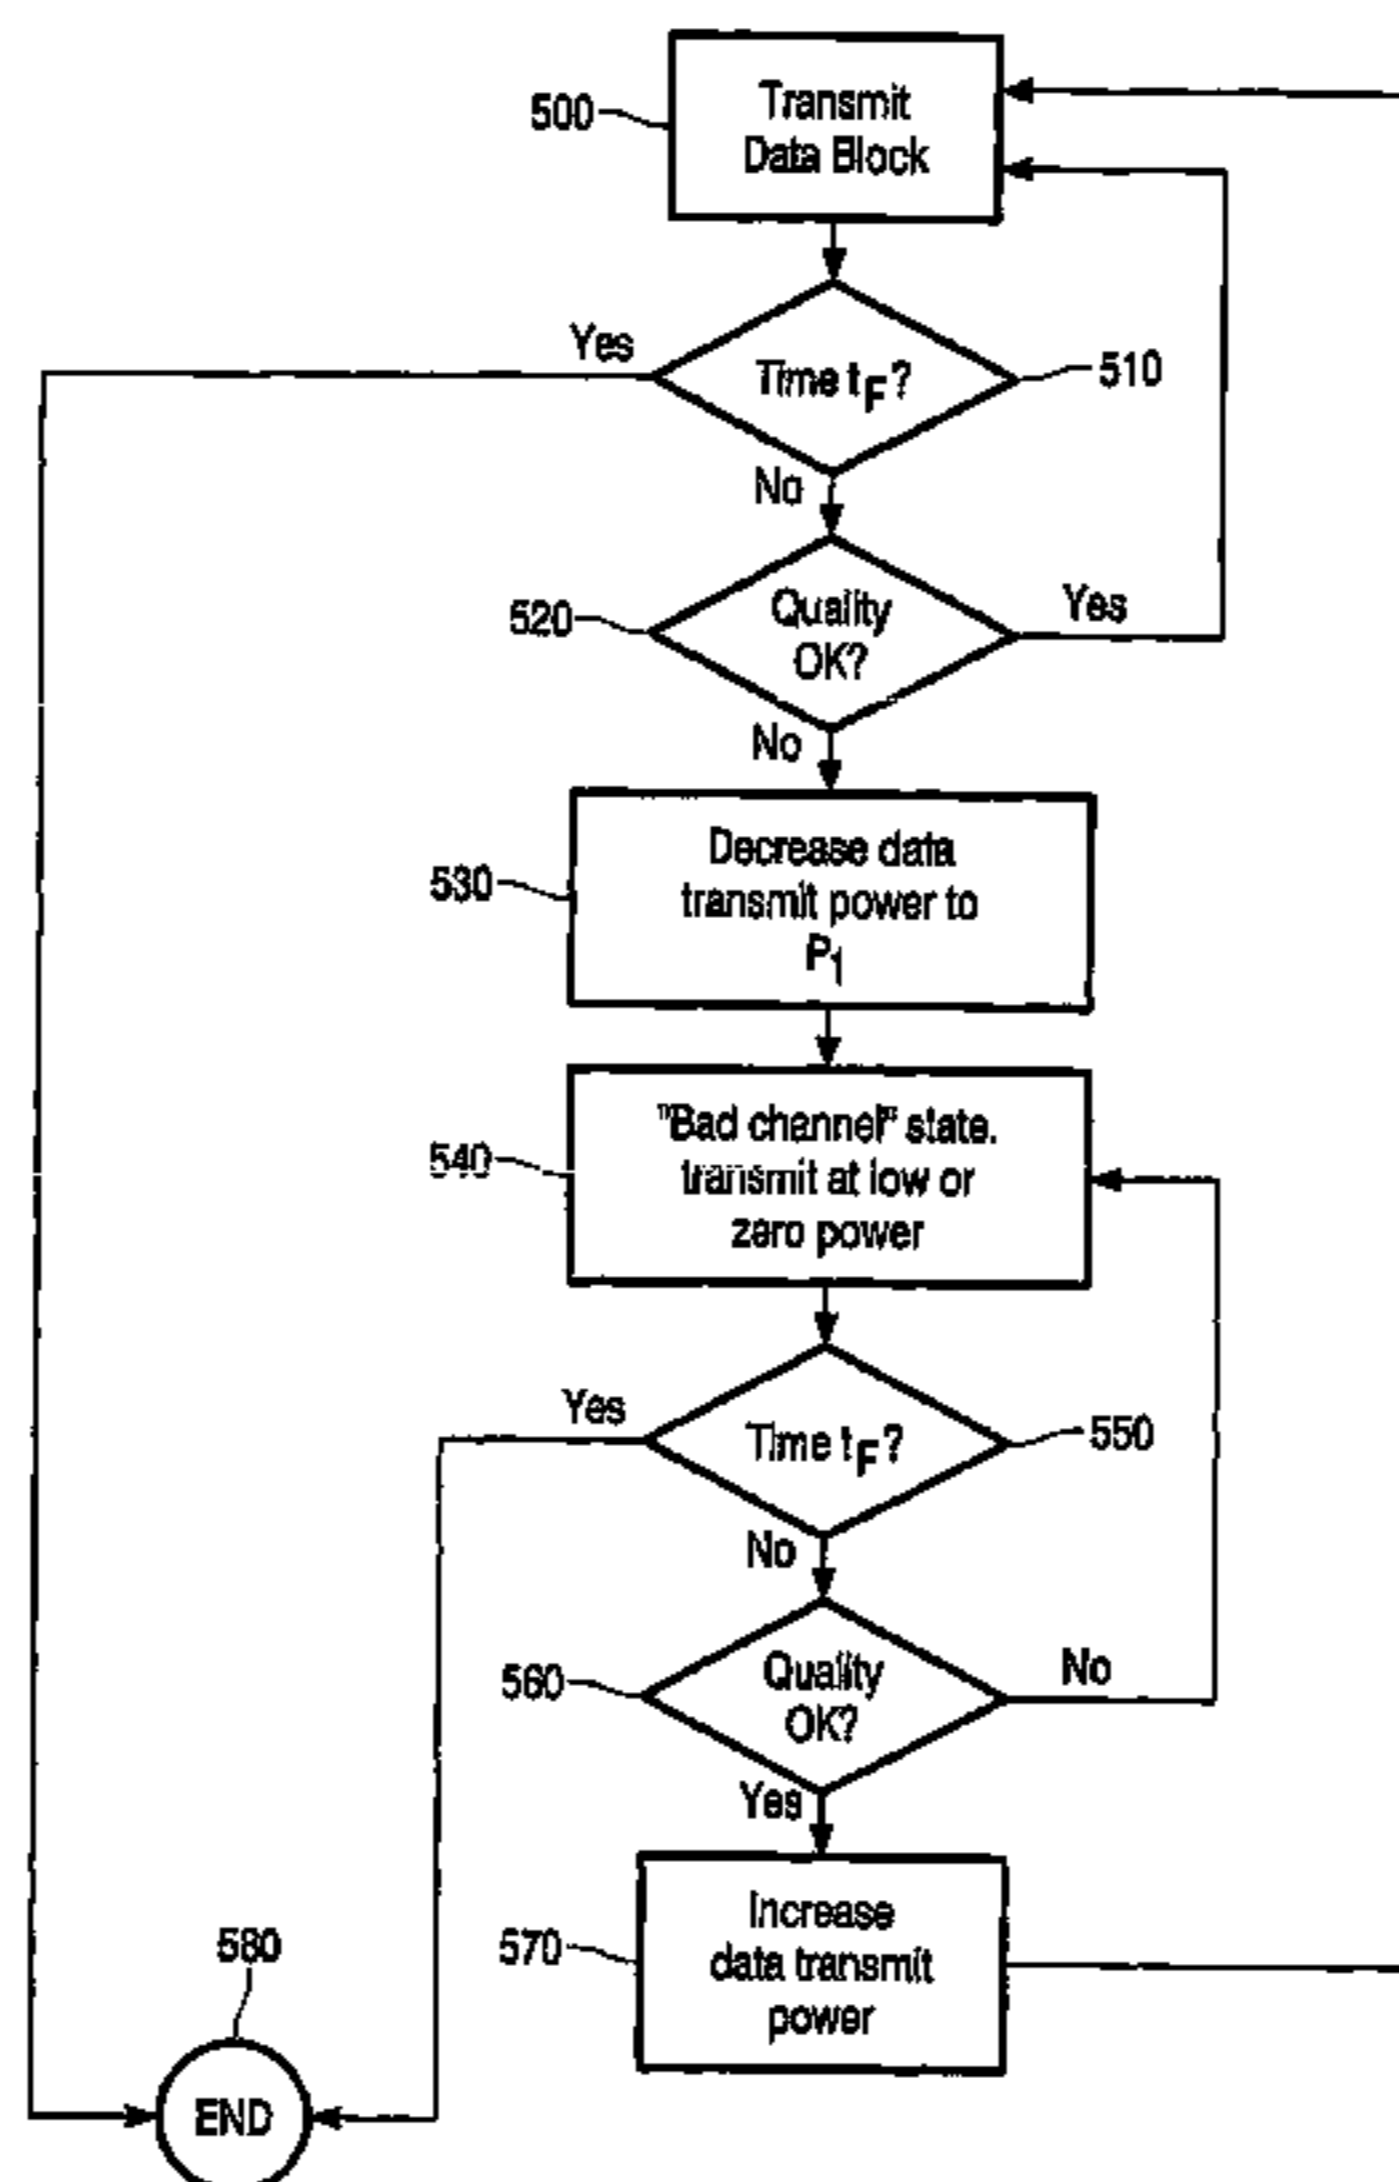 500
Transmit
Data Block
Yes
Time tF?
510
No
520
Quality
OK?
Yes
No
530
Decrease data
transmit power to
P1
540
"Bad channel" state.
transmit at low or
zero power
Yes
Time tF?
550
No
560
Quality
OK?
No
Yes
570
Increase
data transmit
power
580
END